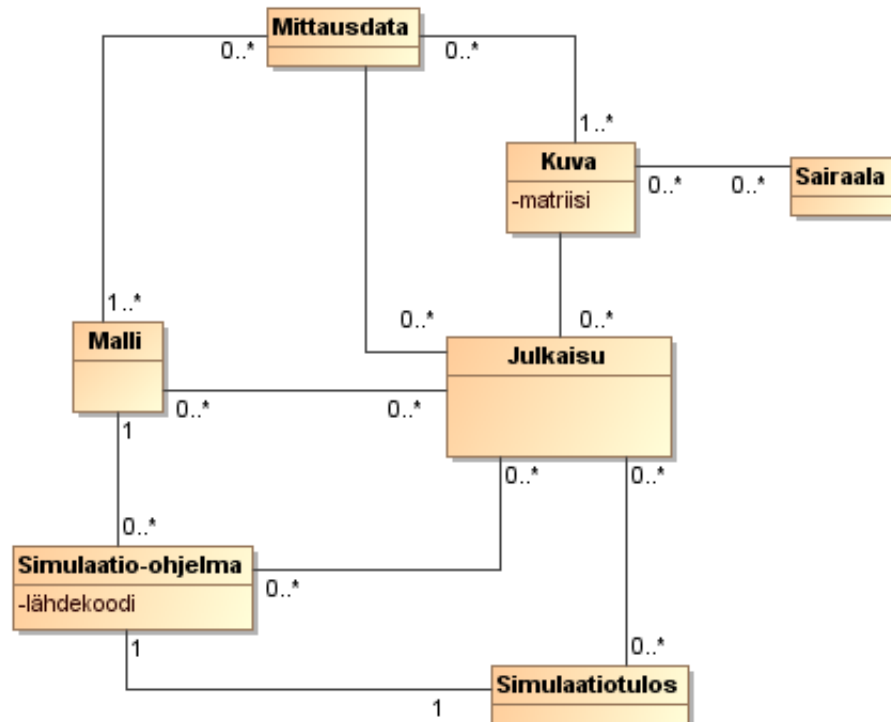 Mittausdata
0..*
0..*
1..*
Kuva
-matriisi
0..*
0..*
Sairaala
1..*
0..*
0..*
Malli
Julkaisu
0..*
0..*
1
0..*
0..*
0..*
Simulaatio-ohjelma
-lähdekoodi
0..*
1
0..*
Simulaatiotulos
1